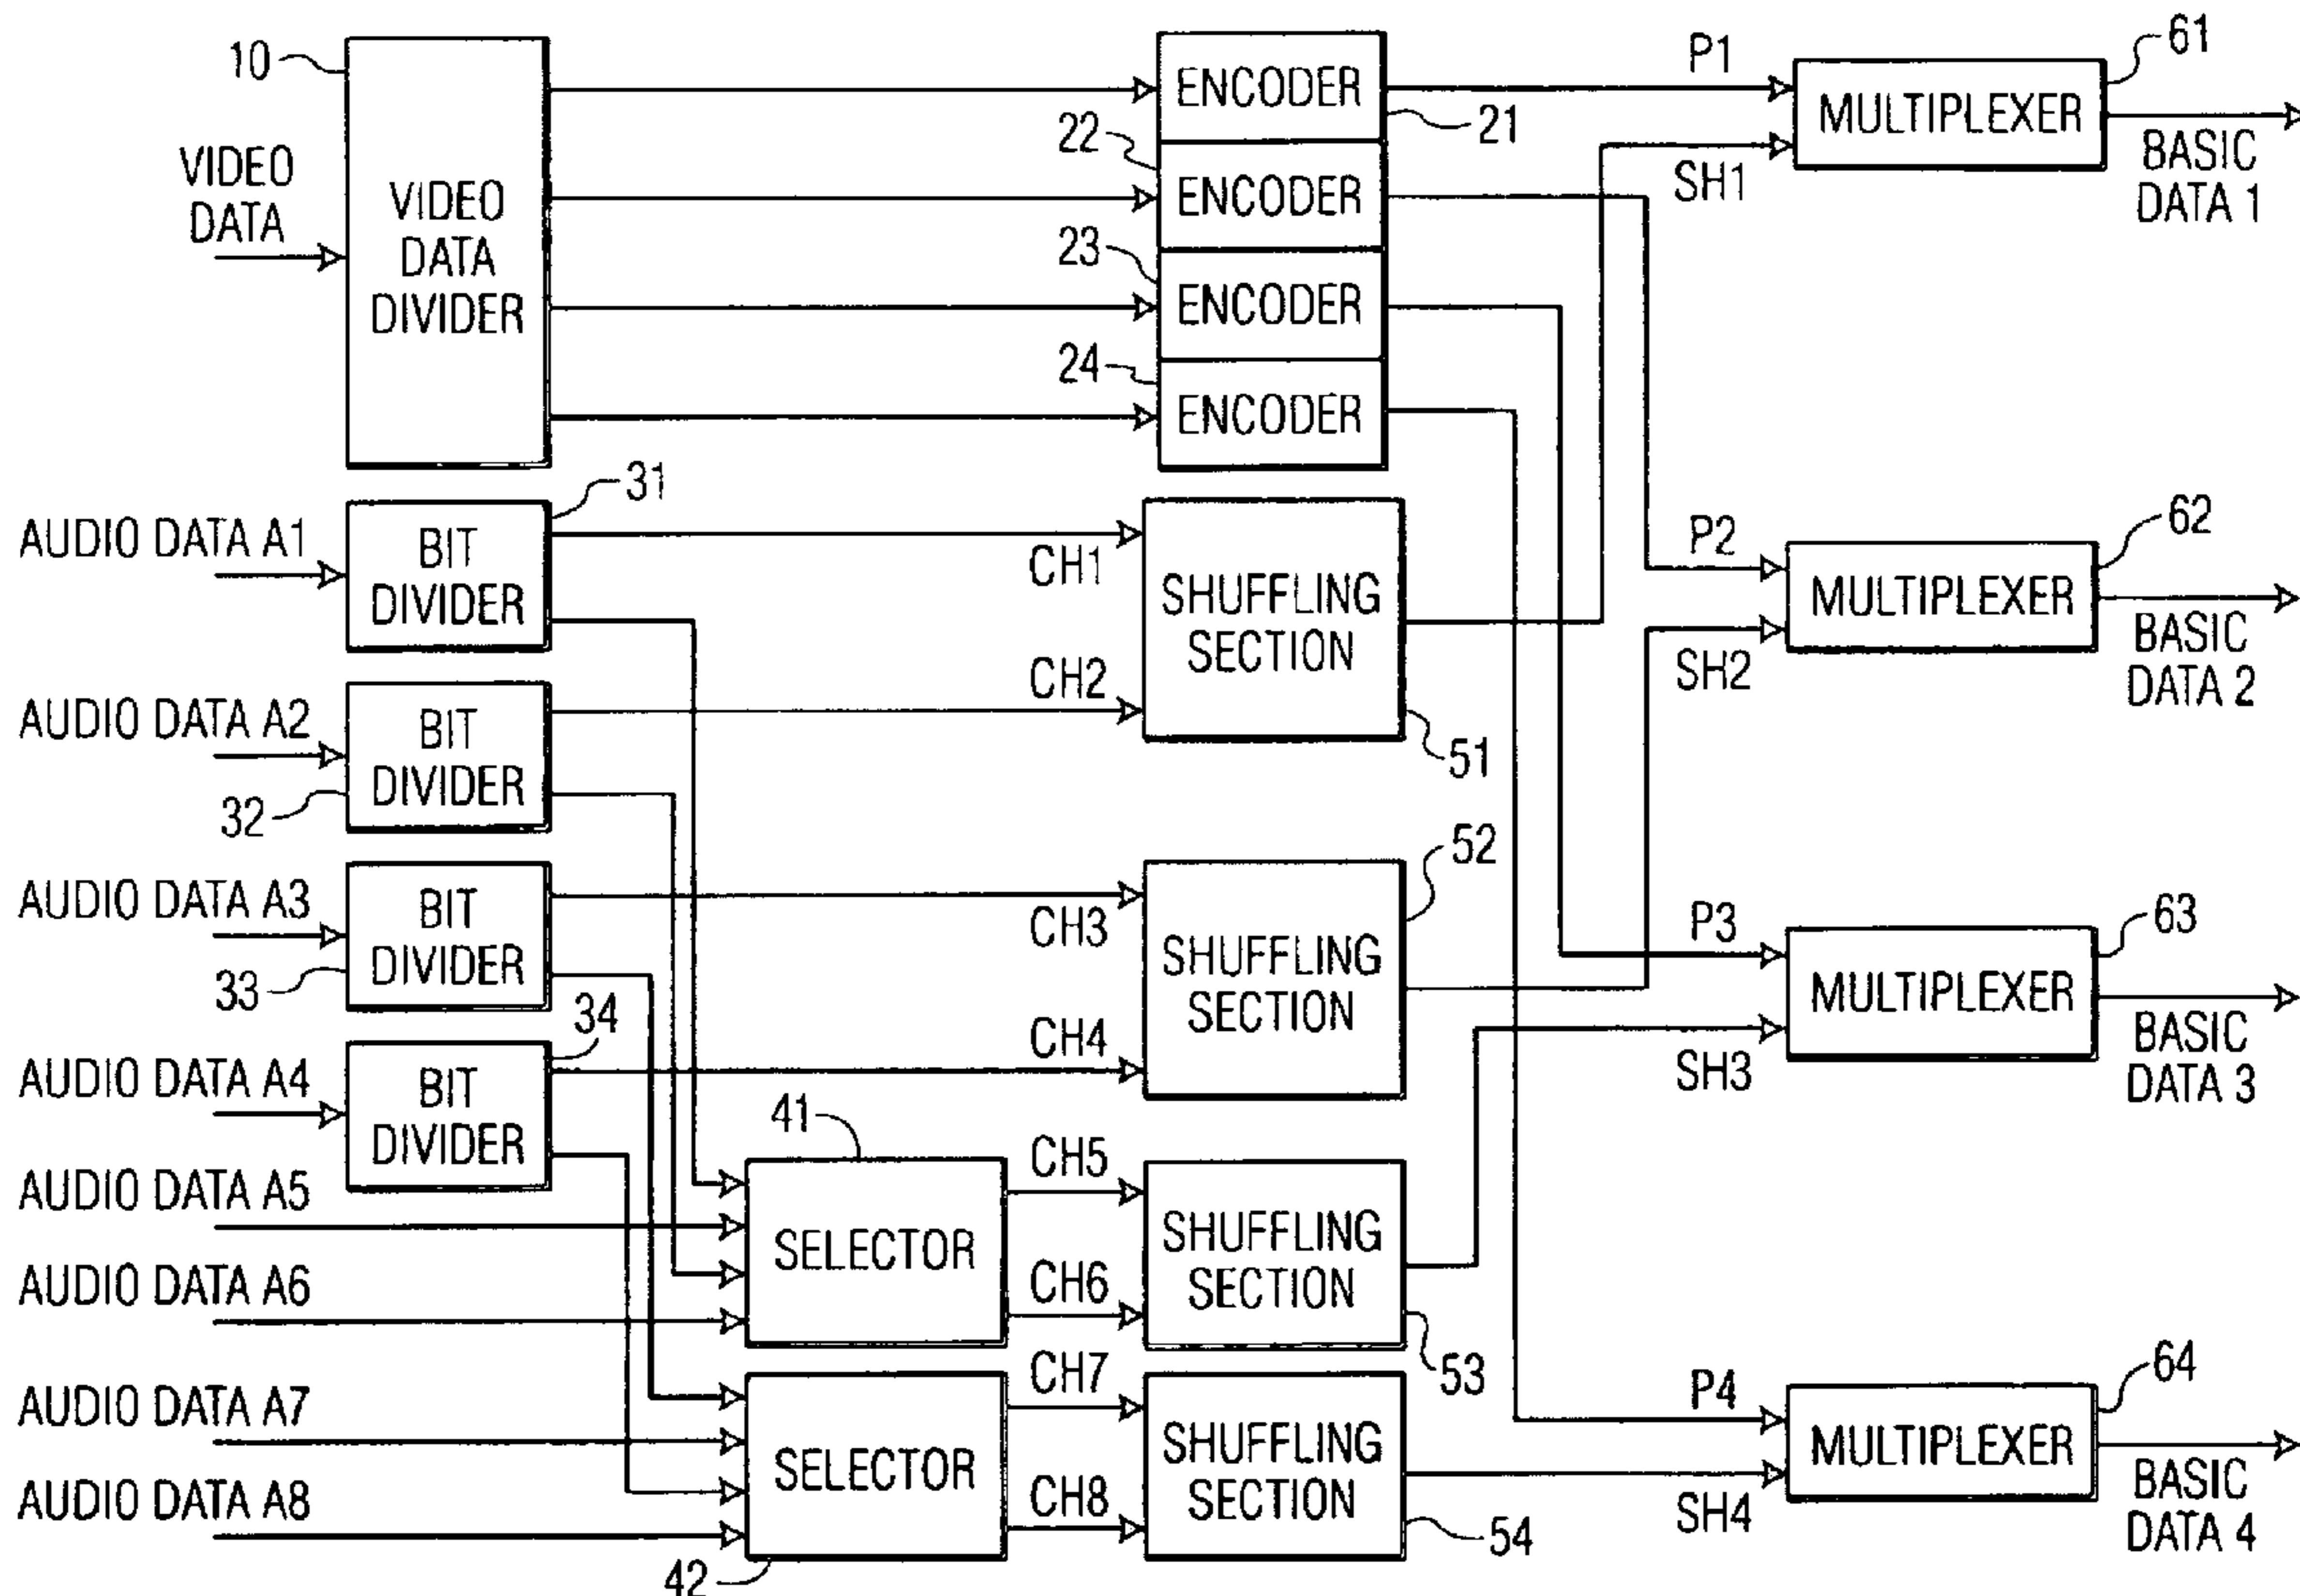 10
VIDEO
DATA
VIDEO
DATA
DIVIDER
ENCODER
21
22
ENCODER
23
ENCODER
24
ENCODER
P1
SH1
61
MULTIPLEXER
BASIC
DATA 1
AUDIO DATA A1
31
BIT
DIVIDER
CH1
CH2
SHUFFLING
SECTION
51
P2
SH2
62
MULTIPLEXER
BASIC
DATA 2
AUDIO DATA A2
BIT
DIVIDER
32
AUDIO DATA A3
BIT
DIVIDER
33
CH3
CH4
52
SHUFFLING
SECTION
P3
SH3
63
MULTIPLEXER
BASIC
DATA 3
AUDIO DATA A4
34
BIT
DIVIDER
AUDIO DATA A5
AUDIO DATA A6
41
SELECTOR
CH5
CH6
SHUFFLING
SECTION
53
AUDIO DATA A7
AUDIO DATA A8
SELECTOR
42
CH7
CH8
SHUFFLING
SECTION
54
P4
SH4
64
MULTIPLEXER
BASIC
DATA 4